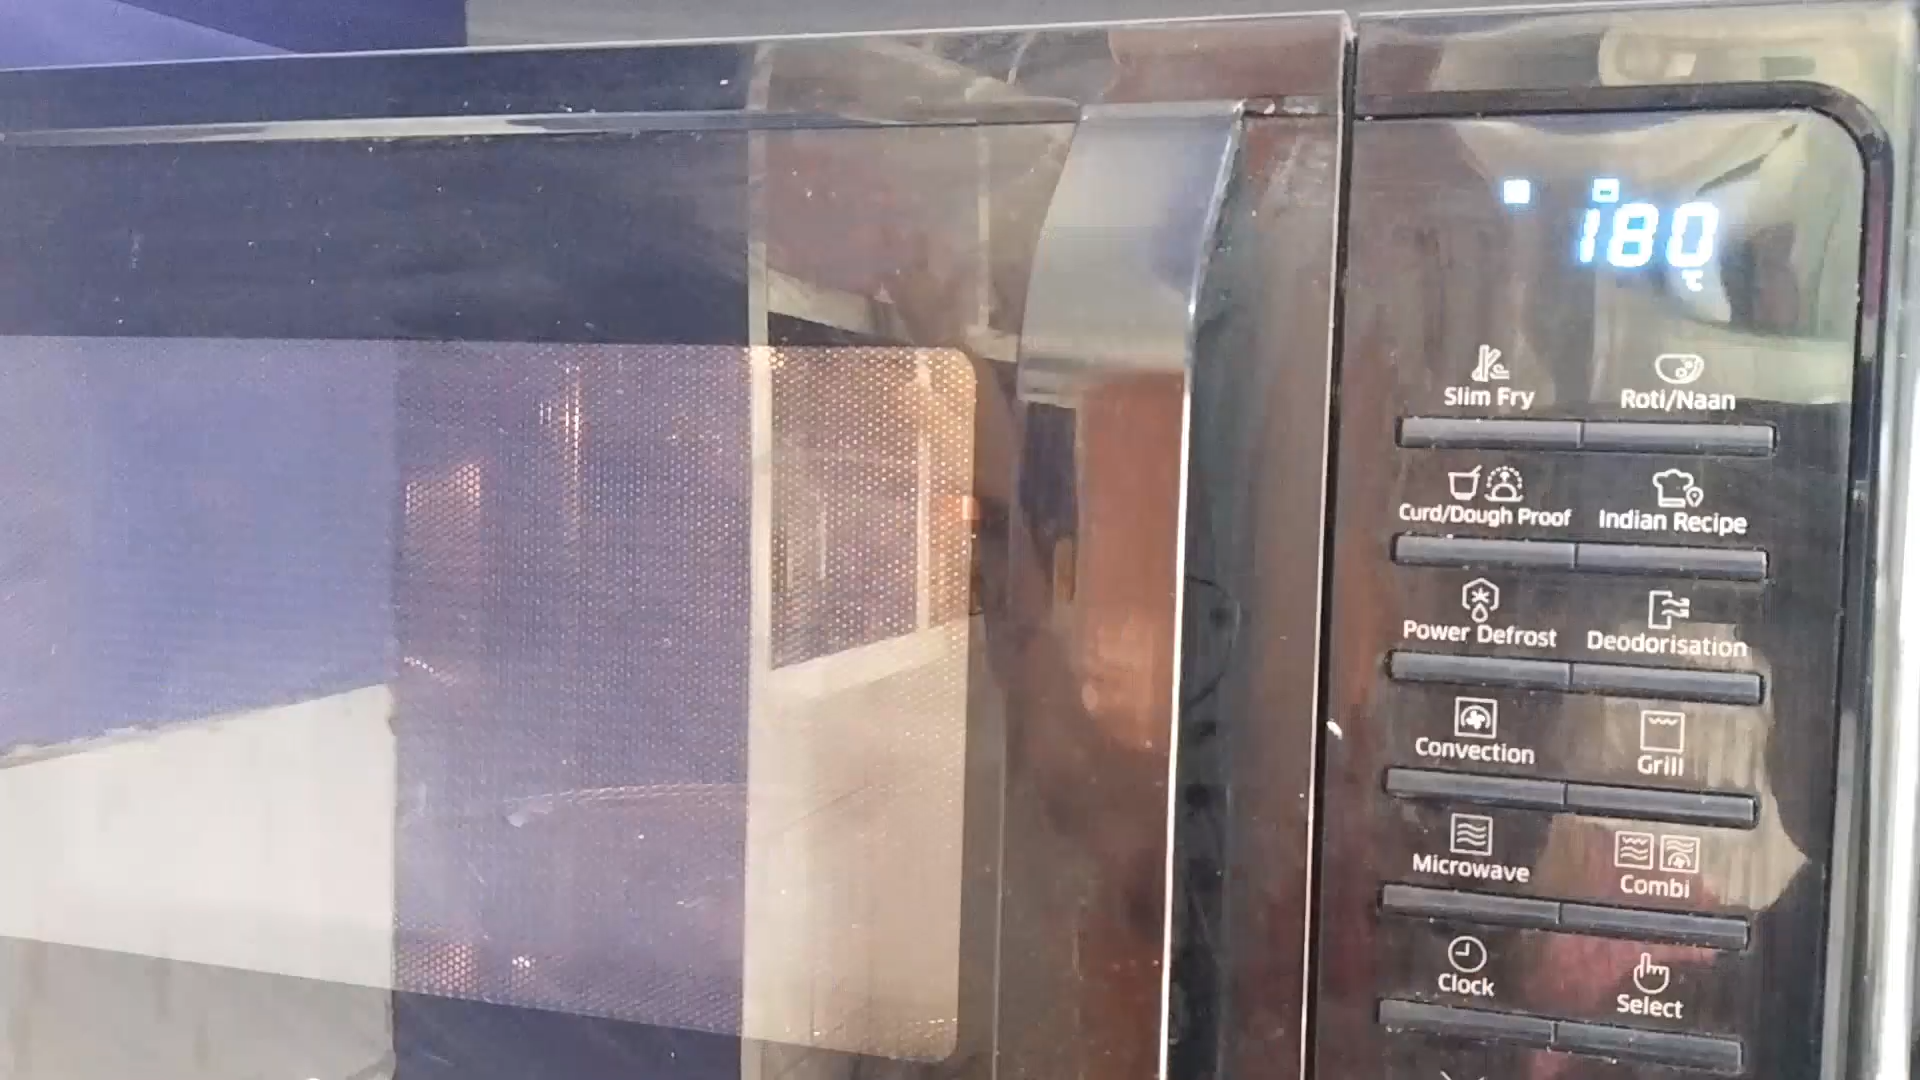 180
℃
Slim Fry
Roti/Naan
Curd/Dough Proof
Indian Recipe
Power Defrost
Deodorisation
Convection
Grill
Microwave
Combi
Clock
Select